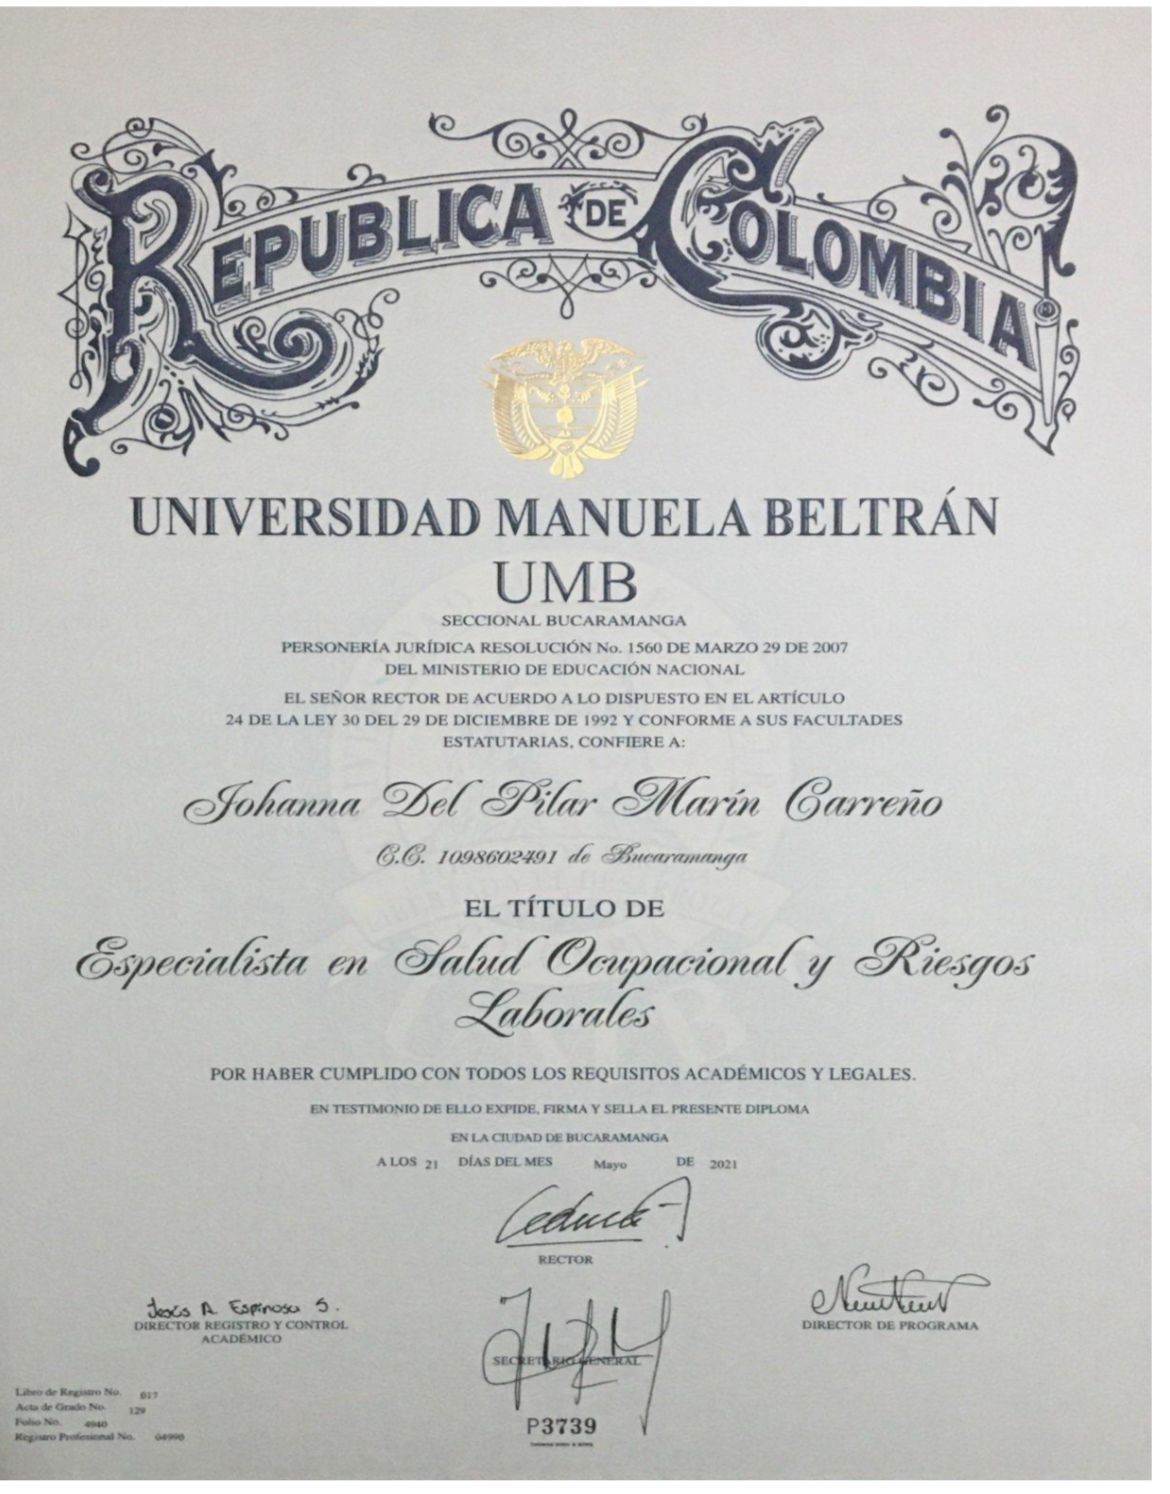 REPUBLICA DE COLOMBIA
UNIVERSIDAD MANUELA BELTRÁN
UMB
SECCIONAL BUCARAMANGA
PERSONERÍA JURÍDICA RESOLUCIÓN No. 1560 DE MARZO 29 DE 2007
DEL MINISTERIO DE EDUCACIÓN NACIONAL
EL SEÑOR RECTOR DE ACUERDO A LO DISPUESTO EN EL ARTÍCULO
24 DE LA LEY 30 DEL 29 DE DICIEMBRE DE 1992 Y CONFORME A SUS FACULTADES
ESTATUTARIAS, CONFIERE A:
Johanna Del Pilar Marín Carreño
C.C. 1098602491 de Bucaramanga
EL TÍTULO DE
Especialista en Salud Ocupacional y Riesgos
Laborales
POR HABER CUMPLIDO CON TODOS LOS REQUISITOS ACADÉMICOS Y LEGALES.
EN TESTIMONIO DE ELLO EXPIDE, FIRMA Y SELLA EL PRESENTE DIPLOMA
EN LA CIUDAD DE BUCARAMANGA
A LOS 21 DÍAS DEL MES Mayo DE 2021
RECTOR
Jesús A. Espinosa S.
DIRECTOR REGISTRO Y CONTROL
ACADÉMICO
SECRETARIO GENERAL
DIRECTOR DE PROGRAMA
Libro de Registro No. 017
Acta de Grado No. 129
Folio No. 4940
Registro Profesional No. 04990
P3739